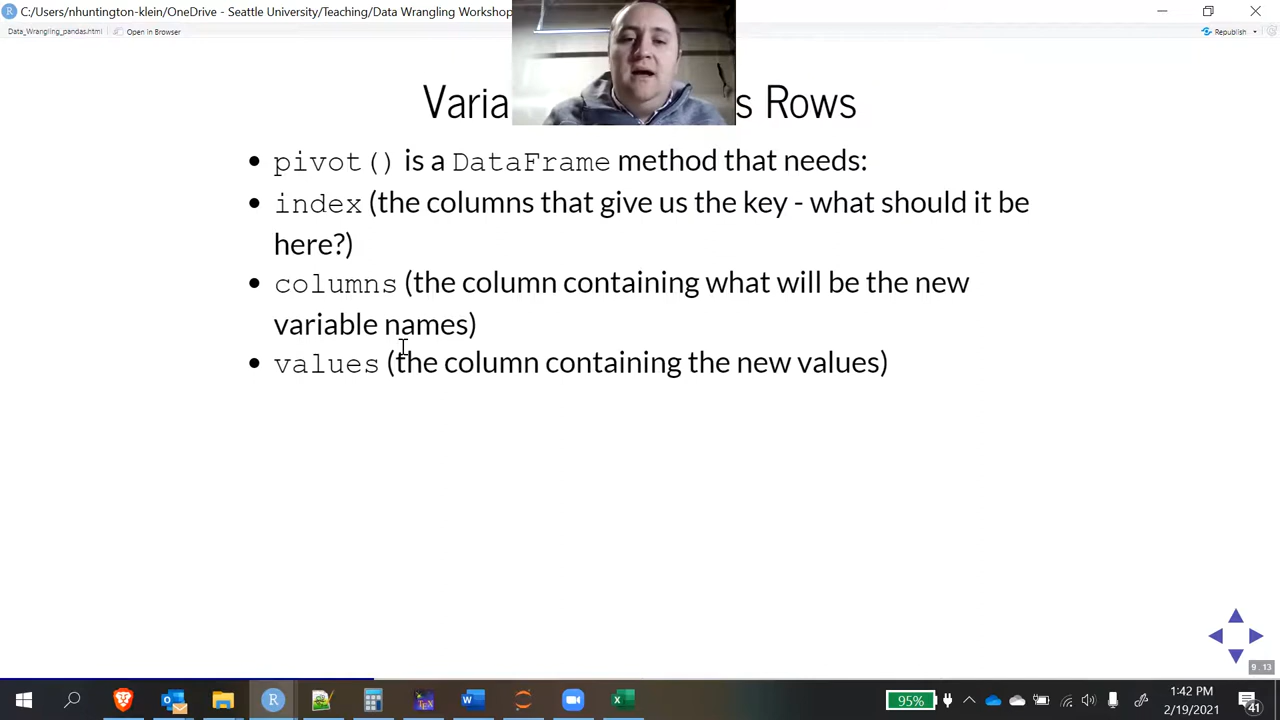 C:/Users/nhuntington-klein/OneDrive - Seattle University/Teaching/Data Wrangling Workshop
Data_Wrangling_pandas.html Open in Browser Republish
Varia s Rows
pivot() is a DataFrame method that needs:
index (the columns that give us the key - what should it be
here?)
columns (the column containing what will be the new
variable names)
values (the column containing the new values)
9.13
95%
1:42 PM
2/19/2021
41